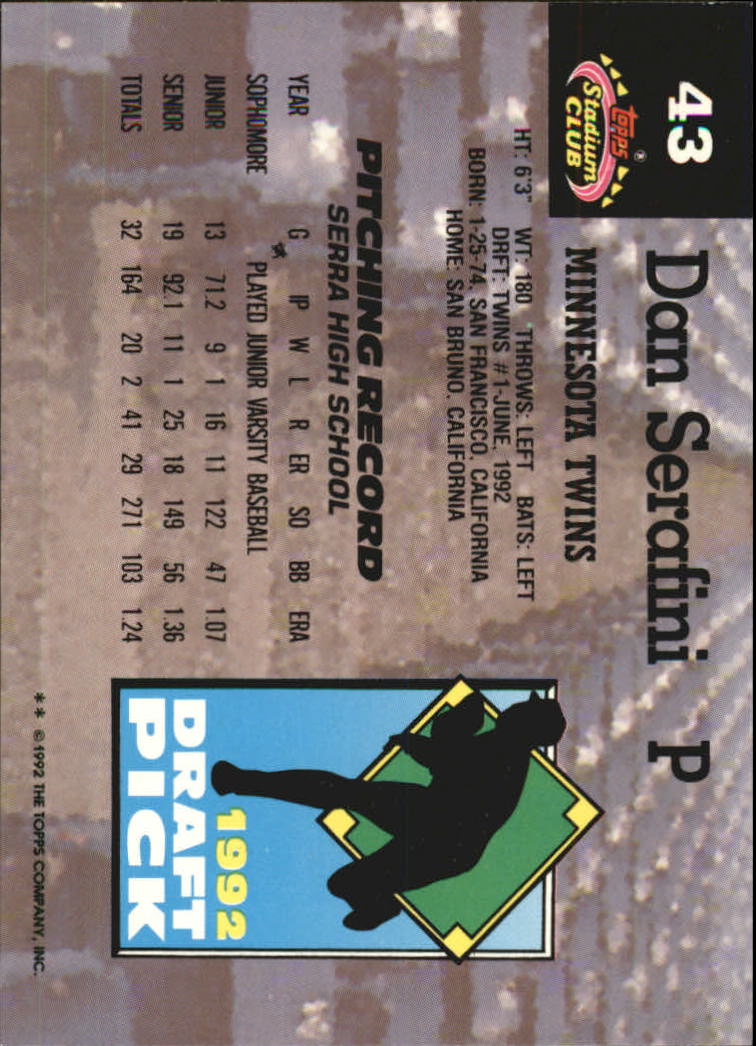 43
Dan Serafini P
topps®
Stadium
CLUB
MINNESOTA TWINS
HT: 6'3" WT: 180 THROWS: LEFT BATS: LEFT
DRFT: TWINS #1-JUNE, 1992
BORN: 1-25-74, SAN FRANCISCO, CALIFORNIA
HOME: SAN BRUNO, CALIFORNIA
PITCHING RECORD
SERRA HIGH SCHOOL
YEAR G IP W L R ER SO BB ERA
SOPHOMORE PLAYED JUNIOR VARSITY BASEBALL
JUNIOR 13 71.2 9 1 16 11 122 47 1.07
SENIOR 19 92.1 11 1 25 18 149 56 1.36
TOTALS 32 164 20 2 41 29 271 103 1.24
1992
DRAFT
PICK
** © 1992 THE TOPPS COMPANY, INC.